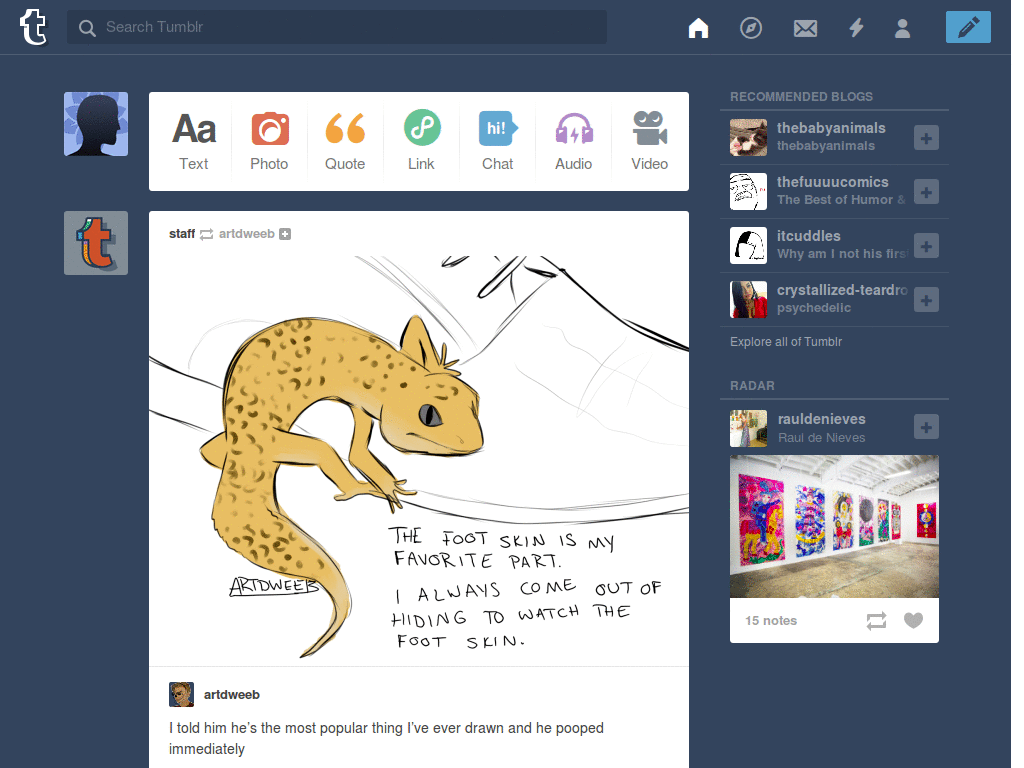 t
Search Tumblr
Aa
Text
Photo
Quote
Link
hi!
Chat
Audio
Video
t
staff artdweeb
THE FOOT SKIN IS MY
FAVORITE PART.
I ALWAYS COME OUT OF
HIDING TO WATCH THE
FOOT SKIN.
ARTDWEEB
artdweeb
I told him he's the most popular thing I've ever drawn and he pooped
immediately
RECOMMENDED BLOGS
thebabyanimals
thebabyanimals
thefuuuucomics
The Best of Humor &
itcuddles
Why am I not his firs
crystallized-teardro
psychedelic
Explore all of Tumblr
RADAR
rauldenieves
Raul de Nieves
15 notes